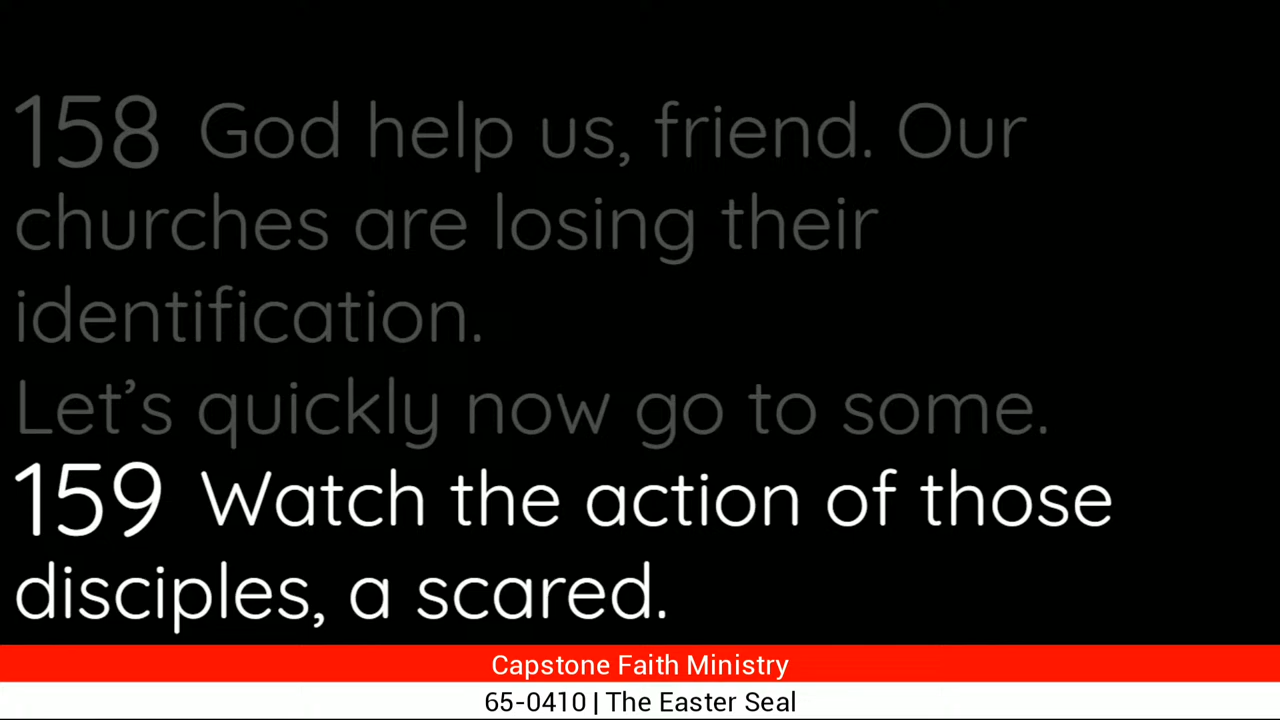 158 God help us, friend. Our
churches are losing their
identification.
Let’s quickly now go to some.
159 Watch the action of those
disciples, a scared.
Capstone Faith Ministry
65-0410 | The Easter Seal